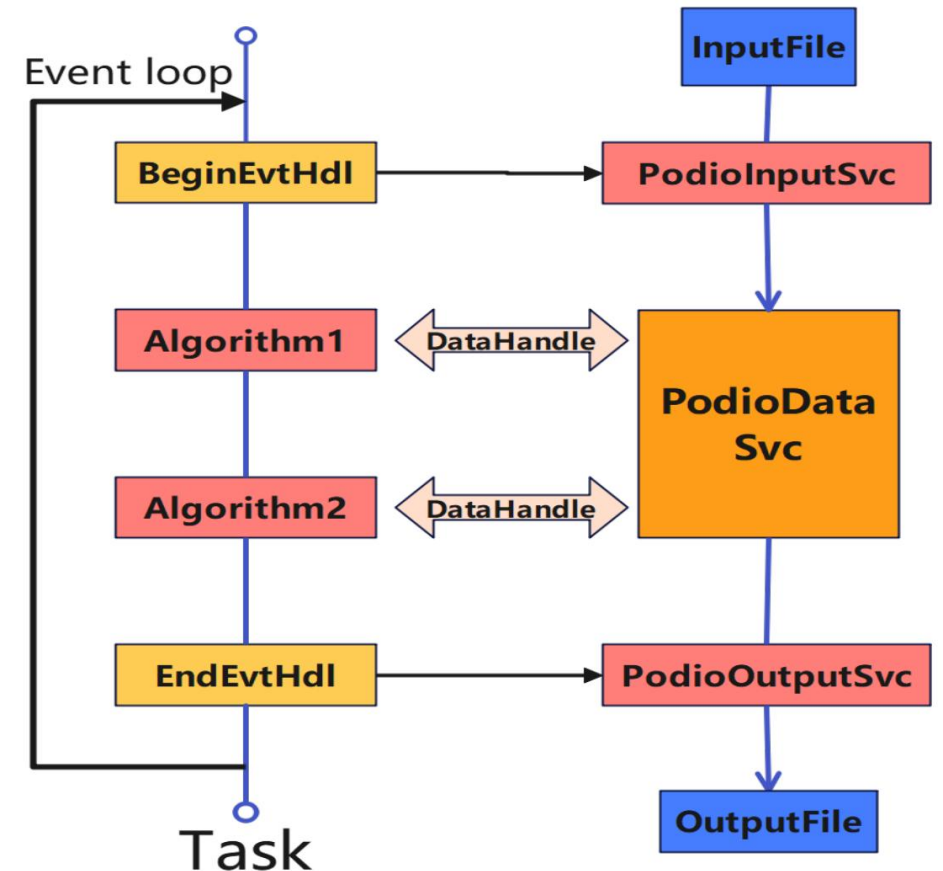 InputFile
Event loop
BeginEvtHdl
PodioInputSvc
Algorithm1
DataHandle
PodioData
Svc
Algorithm2
DataHandle
EndEvtHdl
PodioOutputSvc
OutputFile
Task